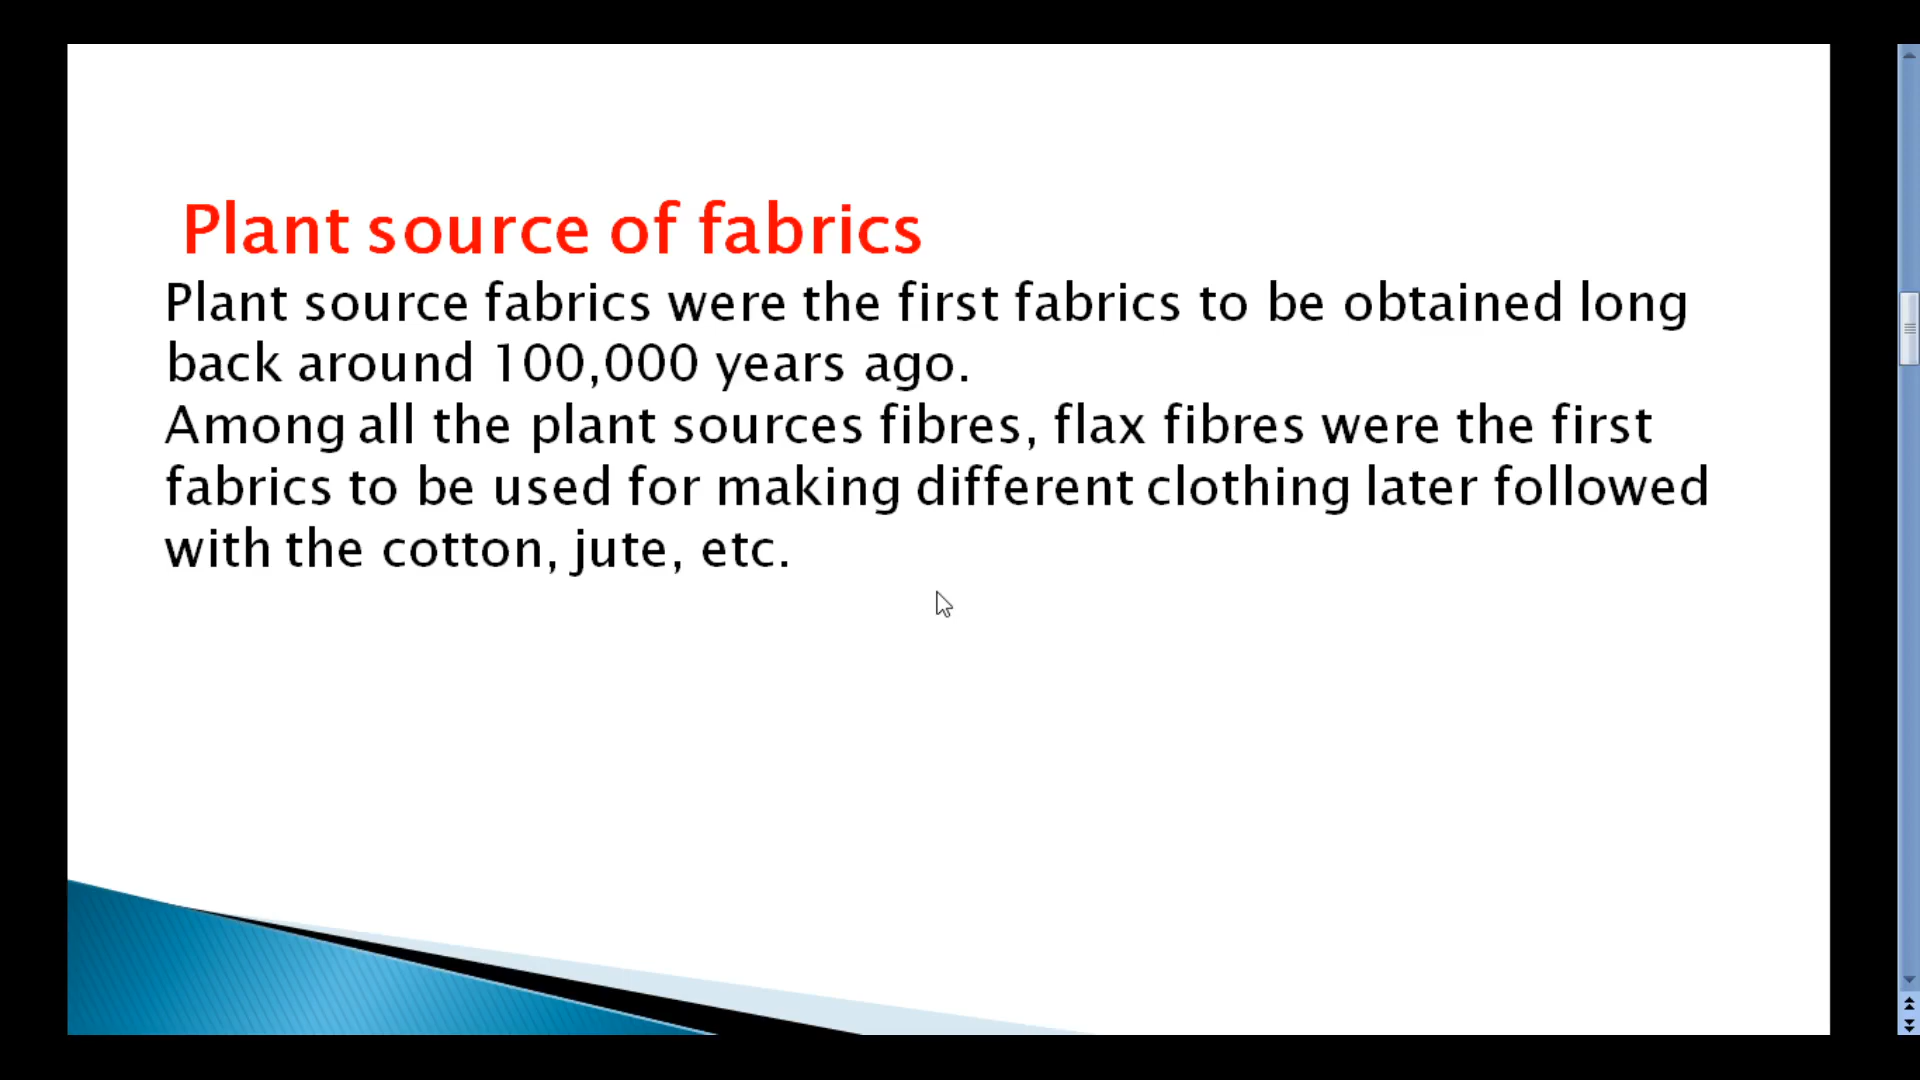 Plant source of fabrics
Plant source fabrics were the first fabrics to be obtained long
back around 100,000 years ago.
Among all the plant sources fibres, flax fibres were the first
fabrics to be used for making different clothing later followed
with the cotton, jute, etc.